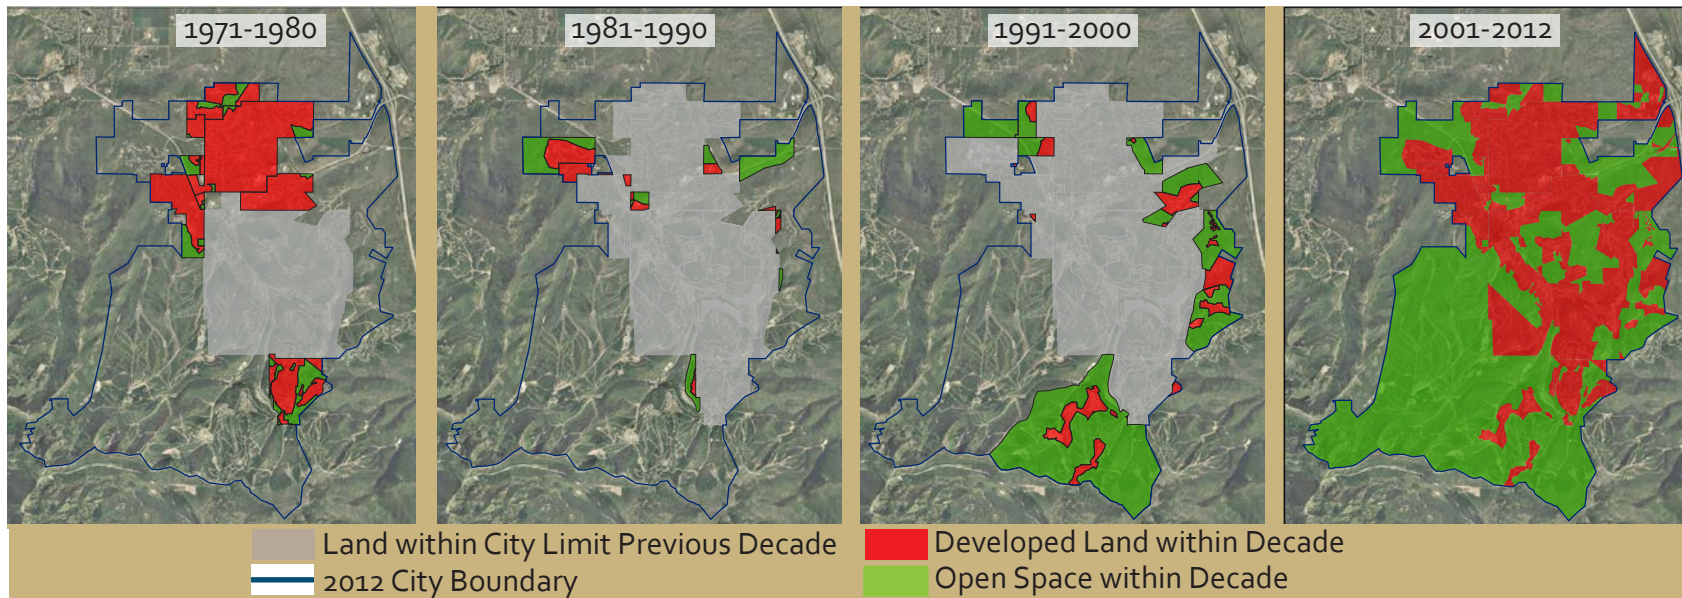 1971-1980
1981-1990
1991-2000
2001-2012
Land within City Limit Previous Decade
Developed Land within Decade
2012 City Boundary
Open Space within Decade